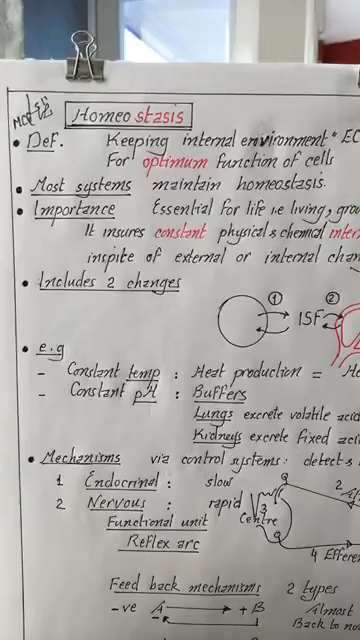 MCQ
Homeostasis
• Def. Keeping internal environment "EC
For optimum function of cells
• Most systems maintain homeostasis.
• Importance Essential for life i.e living, grow
It insures constant physical & chemical inter
inspite of external or internal chan
• Includes 2 changes
① ②
ISF
• e.g
- Constant temp : Heat production = He
- Constant pH : Buffers
Lungs excrete volatile acid
Kidneys excrete fixed acid
• Mechanisms via control systems: detect s
1 Endocrinal : slow
2 Nervous : rapid
Functional unit
Reflex arc
2 Aff
3
Centre
4 Efferen
Feed back mechanisms 2 types
-ve A + B Almost
- Back to no